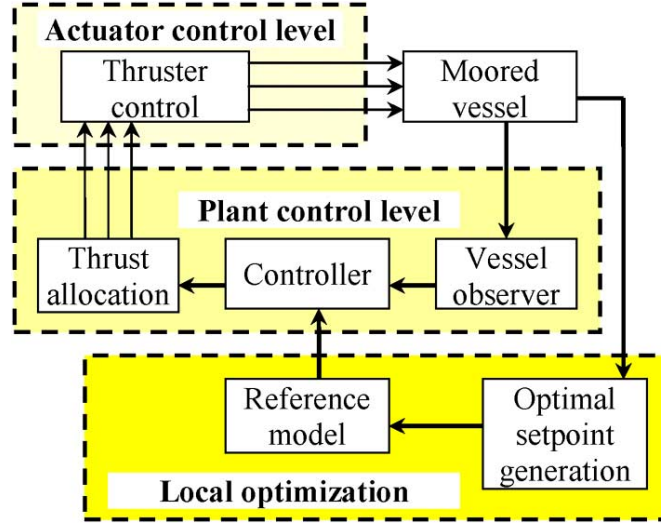 Actuator control level
Thruster
control
Moored
vessel
Plant control level
Thrust
allocation
Controller
Vessel
observer
Reference
model
Optimal
setpoint
generation
Local optimization